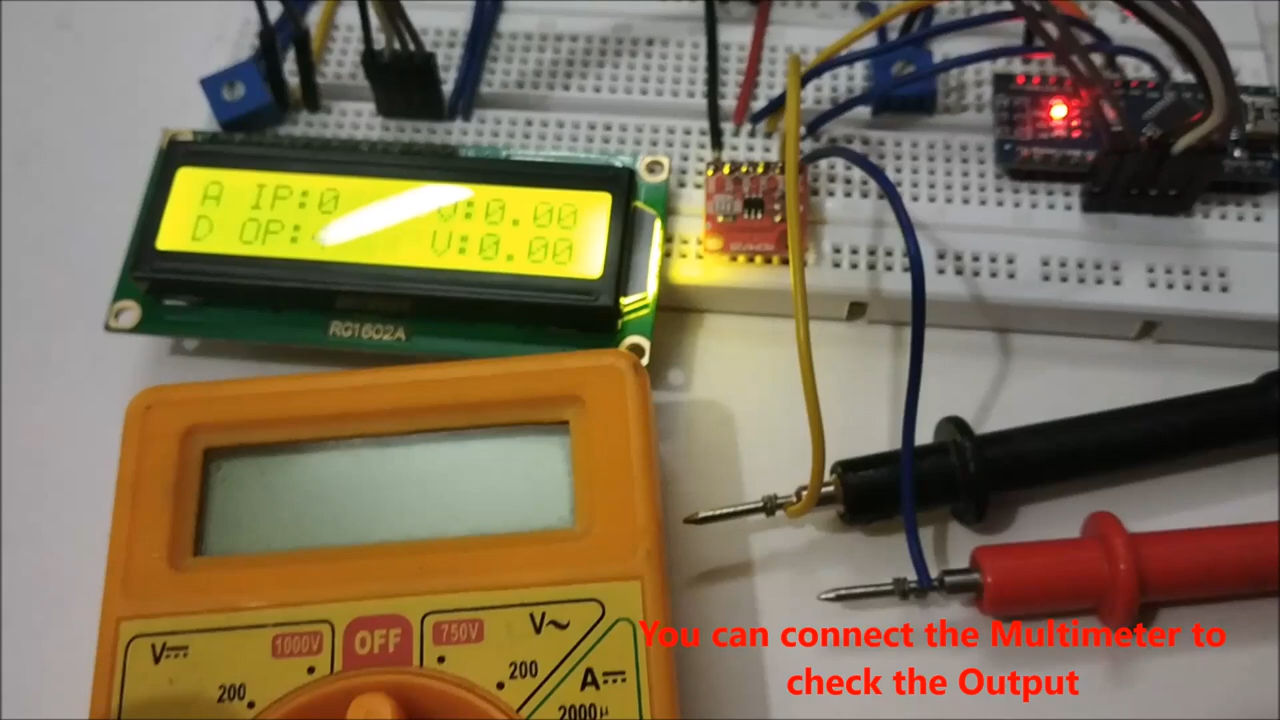 A IP:0 V:0.00
D OP: V:0.00
RG1602A
V⎓ 1000V OFF 750V V~
200 200 A⎓
2000µ
You can connect the Multimeter to
check the Output